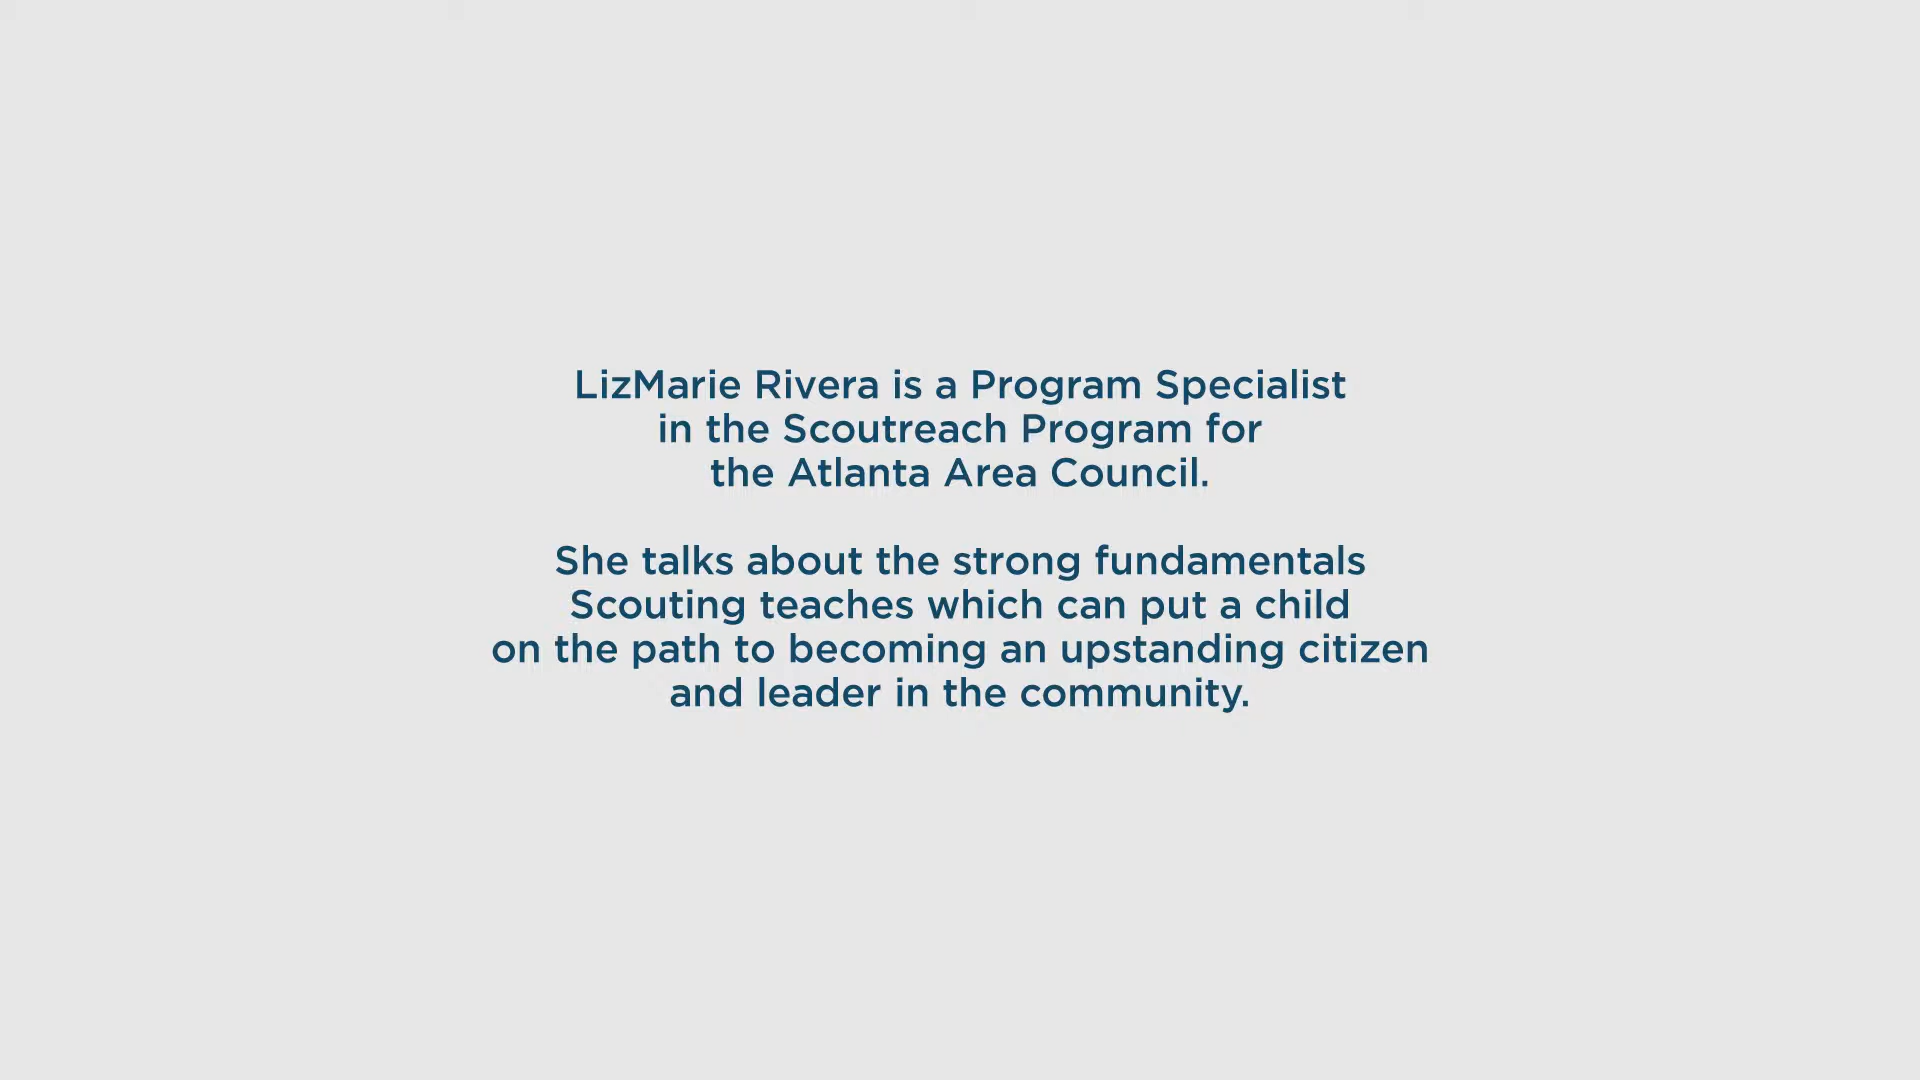 LizMarie Rivera is a Program Specialist
in the Scoutreach Program for
the Atlanta Area Council.
She talks about the strong fundamentals
Scouting teaches which can put a child
on the path to becoming an upstanding citizen
and leader in the community.